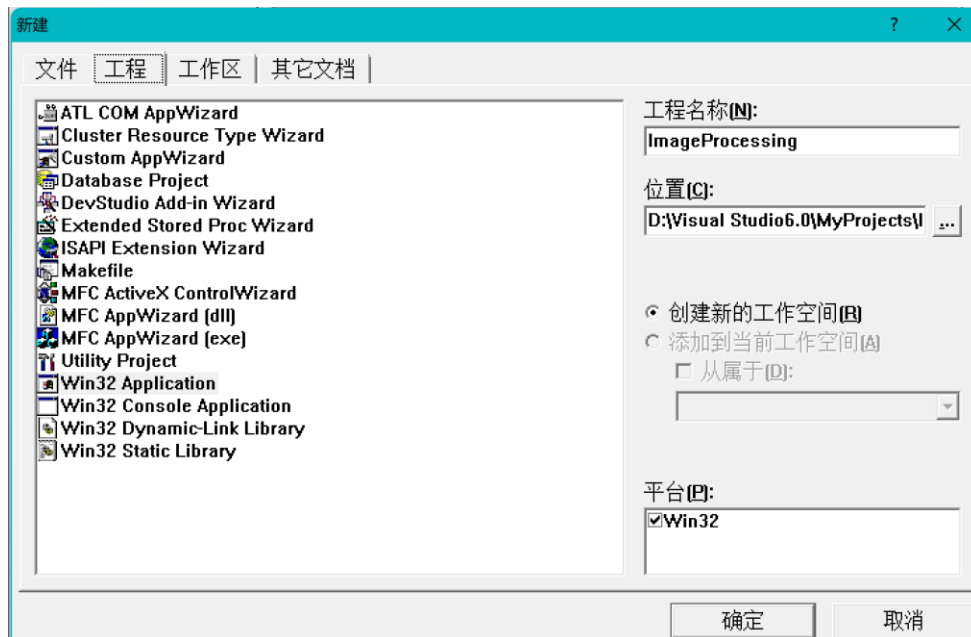 新建
文件 工程 工作区 其它文档
ATL COM AppWizard
Cluster Resource Type Wizard
Custom AppWizard
Database Project
DevStudio Add-in Wizard
Extended Stored Proc Wizard
ISAPI Extension Wizard
Makefile
MFC ActiveX ControlWizard
MFC AppWizard (dll)
MFC AppWizard (exe)
Utility Project
Win32 Application
Win32 Console Application
Win32 Dynamic-Link Library
Win32 Static Library
工程名称(N):
ImageProcessing
位置(C):
D:\Visual Studio6.0\MyProjects\I
...
创建新的工作空间(R)
添加到当前工作空间(A)
从属于(D):
平台(P):
Win32
确定 取消